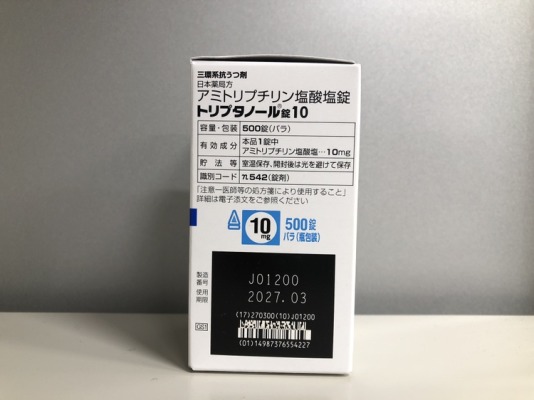 三環系抗うつ剤
日本薬局方
アミトリプチリン塩酸塩錠
トリプタノール®錠10
容量・包装 500錠(バラ)
有効成分 本品1錠中
アミトリプチリン塩酸塩…10mg
貯法等 室温保存、開封後は光を避けて保存
識別コード 542(錠剤)
「注意ー医師等の処方箋により使用すること」
詳細は電子添文をご参照ください
10mg 500錠
バラ(瓶包装)
製造番号 J01200
使用期限 2027.03
(17)270300(10)J01200
(01)14987376554227
GS1